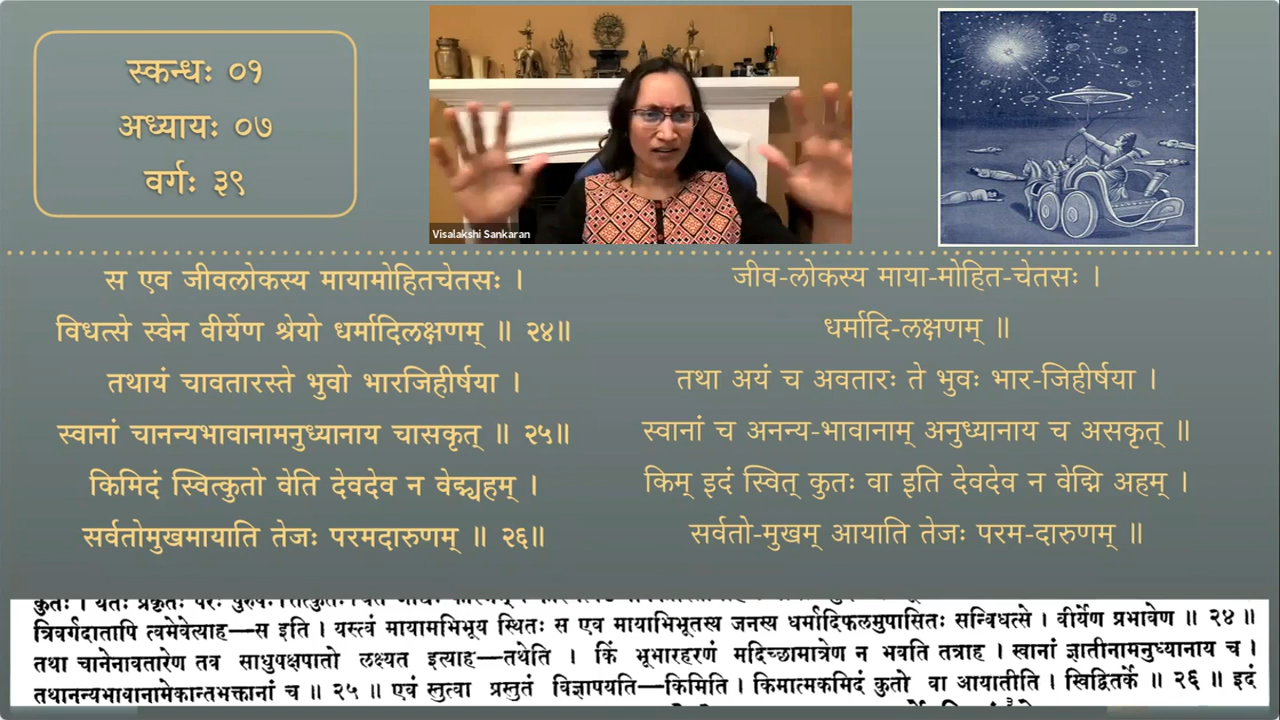 स्कन्धः ०१
अध्यायः ०७
वर्गः ३९
Visalakshi Sankaran
स एव जीवलोकस्य मायामोहितचेतसः ।
विधत्से स्वेन वीर्येण श्रेयो धर्मादिलक्षणम् ॥ २४॥
तथायं चावतारस्ते भुवो भारजिहीर्षया ।
स्वानां चानन्यभावानामनुध्यानाय चासकृत् ॥ २५॥
किमिदं स्वित्कुतो वेति देवदेव न वेद्म्यहम् ।
सर्वतोमुखमायाति तेजः परमदारुणम् ॥ २६॥
जीव-लोकस्य माया-मोहित-चेतसः ।
धर्मादि-लक्षणम् ॥
तथा अयं च अवतारः ते भुवः भार-जिहीर्षया ।
स्वानां च अनन्य-भावानाम् अनुध्यानाय च असकृत् ॥
किम् इदं स्वित् कुतः वा इति देवदेव न वेद्मि अहम् ।
सर्वतो-मुखम् आयाति तेजः परम-दारुणम् ॥
त्रिवर्गदातापि त्वमेवेत्याह—स इति । यस्त्वं मायामभिभूय स्थितः स एव मायाभिभूतस्य जनस्य धर्मादिफलमुपासितः सन्विधत्से । वीर्येण प्रभावेण ॥ २४ ॥
तथा चानेनावतारेण तव साधुपक्षपातो लक्ष्यत इत्याह—तथेति । किं भूभारहरणं मदिच्छामात्रेण न भवति तत्राह । स्वानां ज्ञातीनामनुध्यानाय च ।
तथानन्यभावानामेकान्तभक्तानां च ॥ २५ ॥ एवं स्तुत्वा प्रस्तुतं विज्ञापयति—किमिति । किमात्मकमिदं कुतो वा आयातीति । स्विद्वितर्के ॥ २६ ॥ इदं